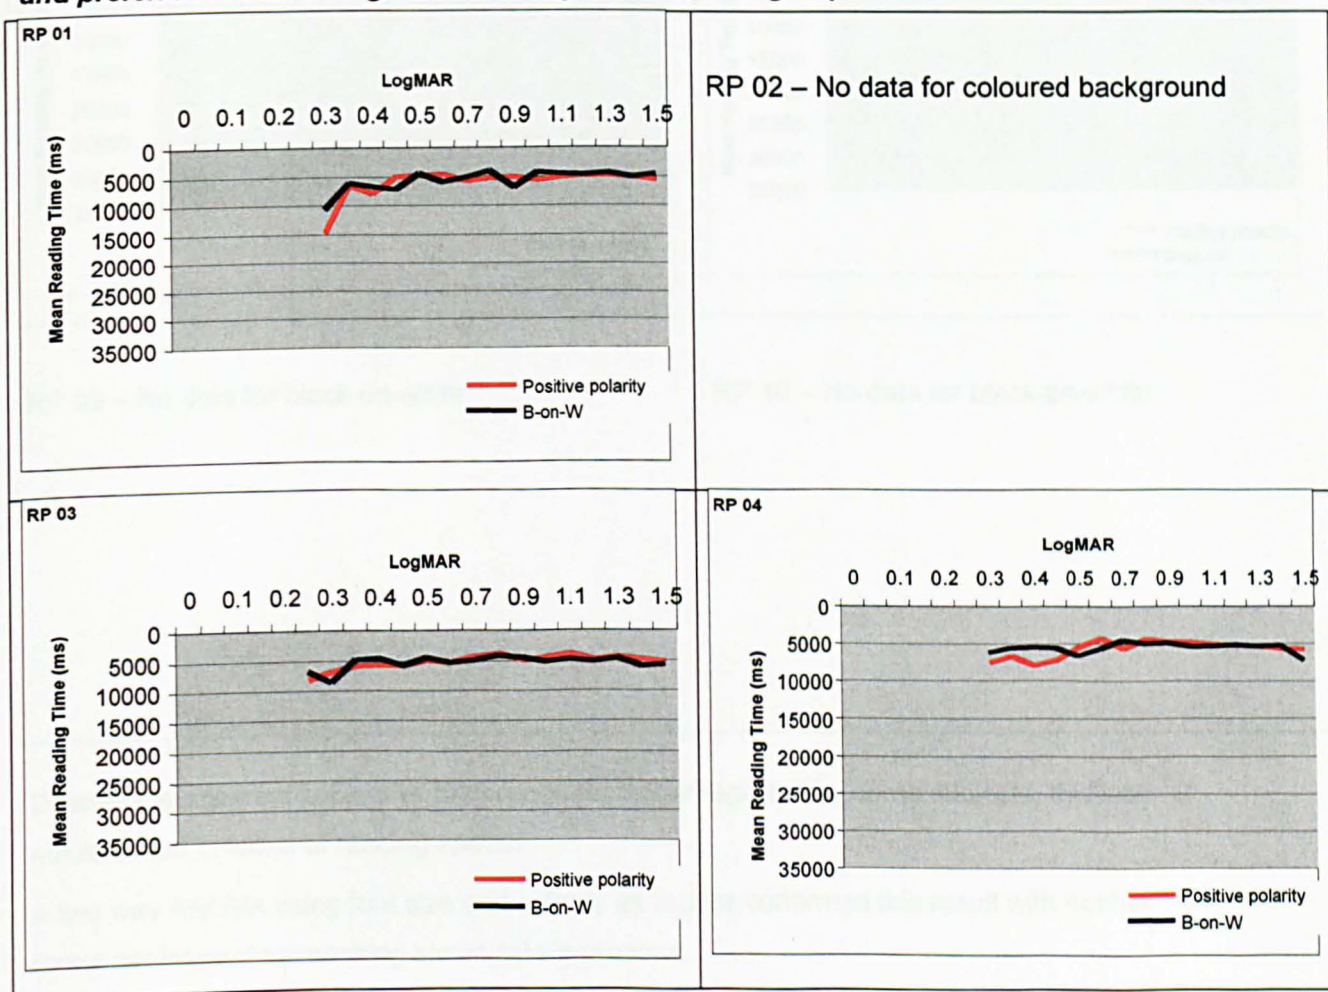 RP 01
LogMAR
0 0.1 0.2 0.3 0.4 0.5 0.7 0.9 1.1 1.3 1.5
Mean Reading Time (ms)
0
5000
10000
15000
20000
25000
30000
35000
Positive polarity
B-on-W
RP 02 – No data for coloured background
RP 03
LogMAR
0 0.1 0.2 0.3 0.4 0.5 0.7 0.9 1.1 1.3 1.5
Mean Reading Time (ms)
0
5000
10000
15000
20000
25000
30000
35000
Positive polarity
B-on-W
RP 04
LogMAR
0 0.1 0.2 0.3 0.4 0.5 0.7 0.9 1.1 1.3 1.5
Mean Reading Time (ms)
0
5000
10000
15000
20000
25000
30000
35000
Positive polarity
B-on-W